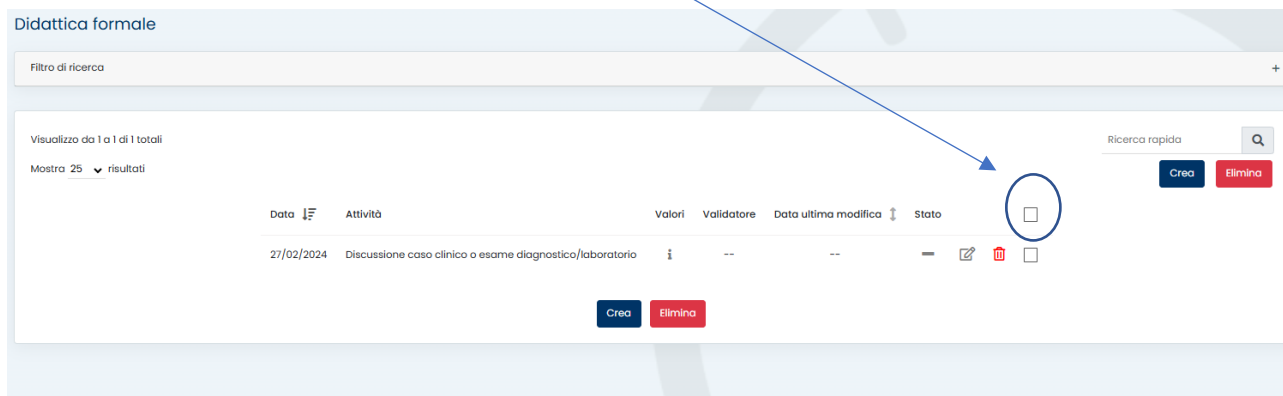 Didattica formale
Filtro di ricerca +
Visualizzo da 1 a 1 di 1 totali
Ricerca rapida
Mostra 25 risultati
Crea Elimina
Data Attività Valori Validatore Data ultima modifica Stato
27/02/2024 Discussione caso clinico o esame diagnostico/laboratorio i -- --
Crea Elimina